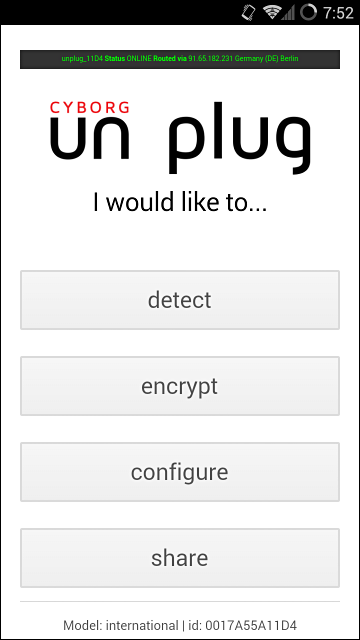 7:52
unplug_11D4 Status ONLINE Routed via 91.65.182.231 Germany (DE) Berlin
CYBORG
un plug
I would like to...
detect
encrypt
configure
share
Model: international | id: 0017A55A11D4